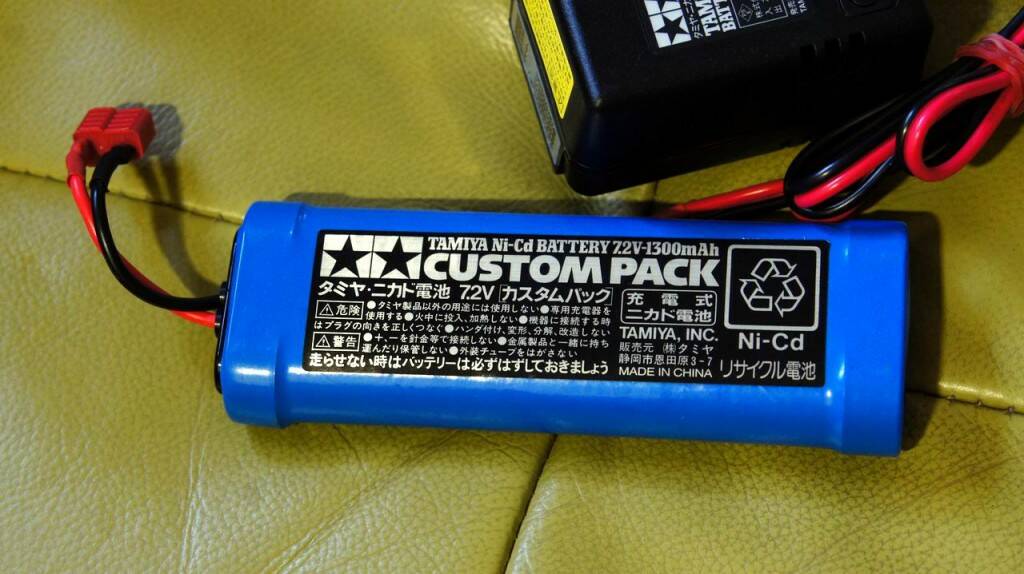 TAMIYA Ni-Cd BATTERY 7.2V-1300mAh
CUSTOM PACK
タミヤ・ニカド電池 7.2V カスタムパック
充電式
ニカド電池
⚠危険 ●タミヤ製品以外の用途には使用しない●専用充電器を
使用する●火中に投入、加熱しない●機器に接続する時
はプラグの向きを正しくつなぐ●ハンダ付け、変形、分解、改造しない
⚠警告 ●+、-を針金等で接続しない●金属製品と一緒に持ち
運んだり保管しない●外装チューブをはがさない
走らせない時はバッテリーは必ずはずしておきましょう
TAMIYA, INC.
販売元 (株)タミヤ
静岡市恩田原3-7
MADE IN CHINA
Ni-Cd
リサイクル電池
TAM
BATT
タミヤ・ニカ